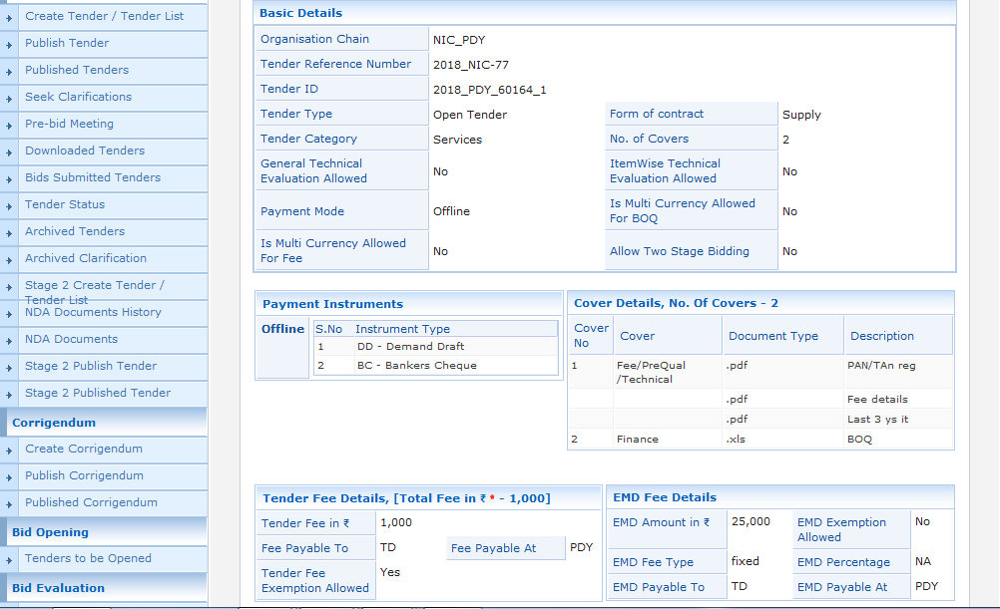 Create Tender / Tender List
Publish Tender
Published Tenders
Seek Clarifications
Pre-bid Meeting
Downloaded Tenders
Bids Submitted Tenders
Tender Status
Archived Tenders
Archived Clarification
Stage 2 Create Tender /
Tender List
NDA Documents History
NDA Documents
Stage 2 Publish Tender
Stage 2 Published Tender
Corrigendum
Create Corrigendum
Publish Corrigendum
Published Corrigendum
Bid Opening
Tenders to be Opened
Bid Evaluation
Basic Details
Organisation Chain NIC_PDY
Tender Reference Number 2018_NIC-77
Tender ID 2018_PDY_60164_1
Tender Type Open Tender Form of contract Supply
Tender Category Services No. of Covers 2
General Technical
Evaluation Allowed No ItemWise Technical
Evaluation Allowed No
Payment Mode Offline Is Multi Currency Allowed
For BOQ No
Is Multi Currency Allowed
For Fee No Allow Two Stage Bidding No
Payment Instruments
Offline S.No Instrument Type
1 DD - Demand Draft
2 BC - Bankers Cheque
Cover Details, No. Of Covers - 2
Cover
No Cover Document Type Description
1 Fee/PreQual
/Technical .pdf PAN/TAn reg
.pdf Fee details
.pdf Last 3 ys it
2 Finance .xls BOQ
Tender Fee Details, [Total Fee in ₹ * - 1,000]
Tender Fee in ₹ 1,000
Fee Payable To TD Fee Payable At PDY
Tender Fee
Exemption Allowed Yes
EMD Fee Details
EMD Amount in ₹ 25,000 EMD Exemption
Allowed No
EMD Fee Type fixed EMD Percentage NA
EMD Payable To TD EMD Payable At PDY